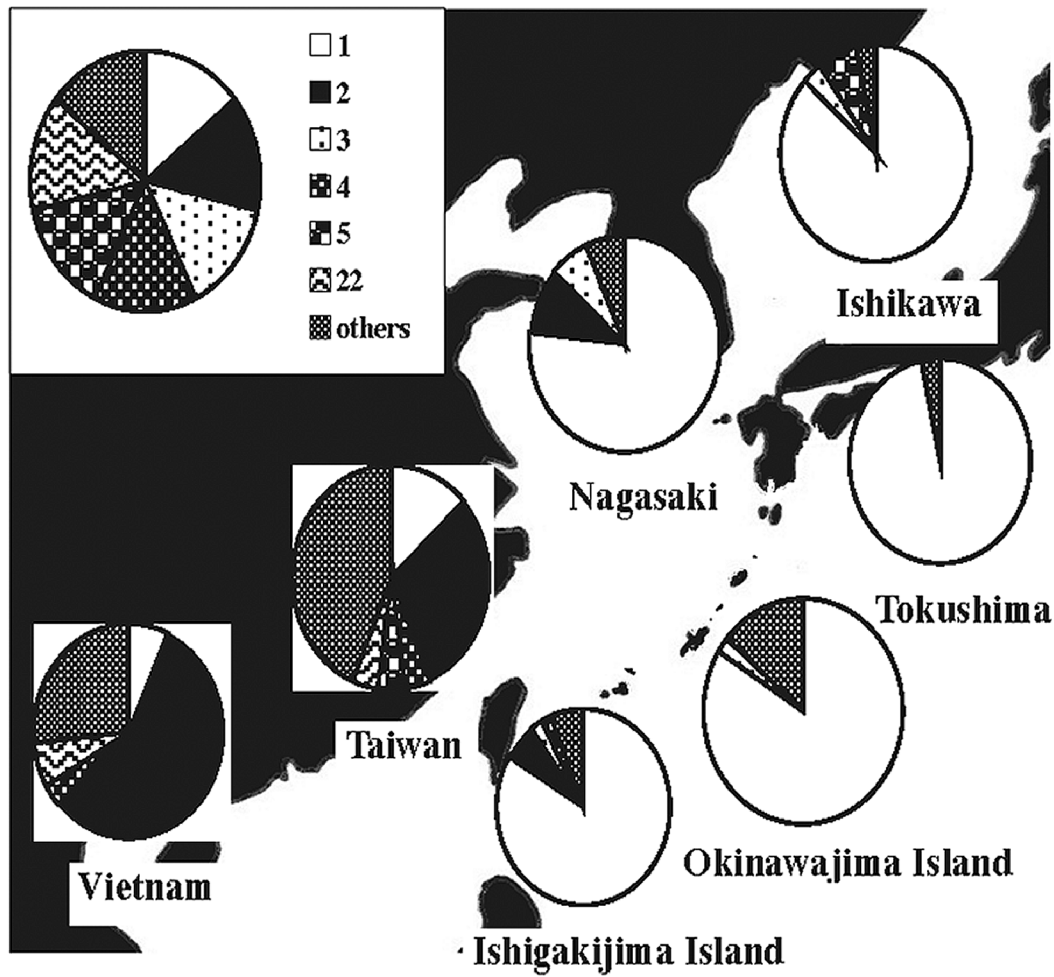 1
2
3
4
5
22
others
Ishikawa
Nagasaki
Tokushima
Taiwan
Okinawajima Island
Vietnam
Ishigakijima Island